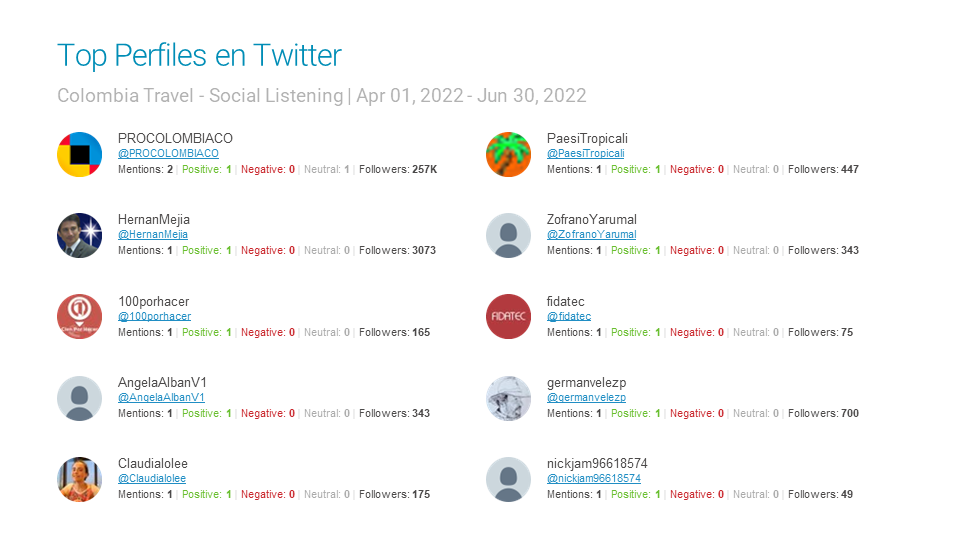 Top Perfiles en Twitter
Colombia Travel - Social Listening | Apr 01, 2022 - Jun 30, 2022
PROCOLOMBIACO
@PROCOLOMBIACO
Mentions: 2 | Positive: 1 | Negative: 0 | Neutral: 1 | Followers: 257K
PaesiTropicali
@PaesiTropicali
Mentions: 1 | Positive: 1 | Negative: 0 | Neutral: 0 | Followers: 447
HernanMejia
@HernanMejia
Mentions: 1 | Positive: 1 | Negative: 0 | Neutral: 0 | Followers: 3073
ZofranoYarumal
@ZofranoYarumal
Mentions: 1 | Positive: 1 | Negative: 0 | Neutral: 0 | Followers: 343
100porhacer
@100porhacer
Mentions: 1 | Positive: 1 | Negative: 0 | Neutral: 0 | Followers: 165
FIDATEC
fidatec
@fidatec
Mentions: 1 | Positive: 1 | Negative: 0 | Neutral: 0 | Followers: 75
AngelaAlbanV1
@AngelaAlbanV1
Mentions: 1 | Positive: 1 | Negative: 0 | Neutral: 0 | Followers: 343
germanvelezp
@germanvelezp
Mentions: 1 | Positive: 1 | Negative: 0 | Neutral: 0 | Followers: 700
Claudialolee
@Claudialolee
Mentions: 1 | Positive: 1 | Negative: 0 | Neutral: 0 | Followers: 175
nickjam96618574
@nickjam96618574
Mentions: 1 | Positive: 1 | Negative: 0 | Neutral: 0 | Followers: 49